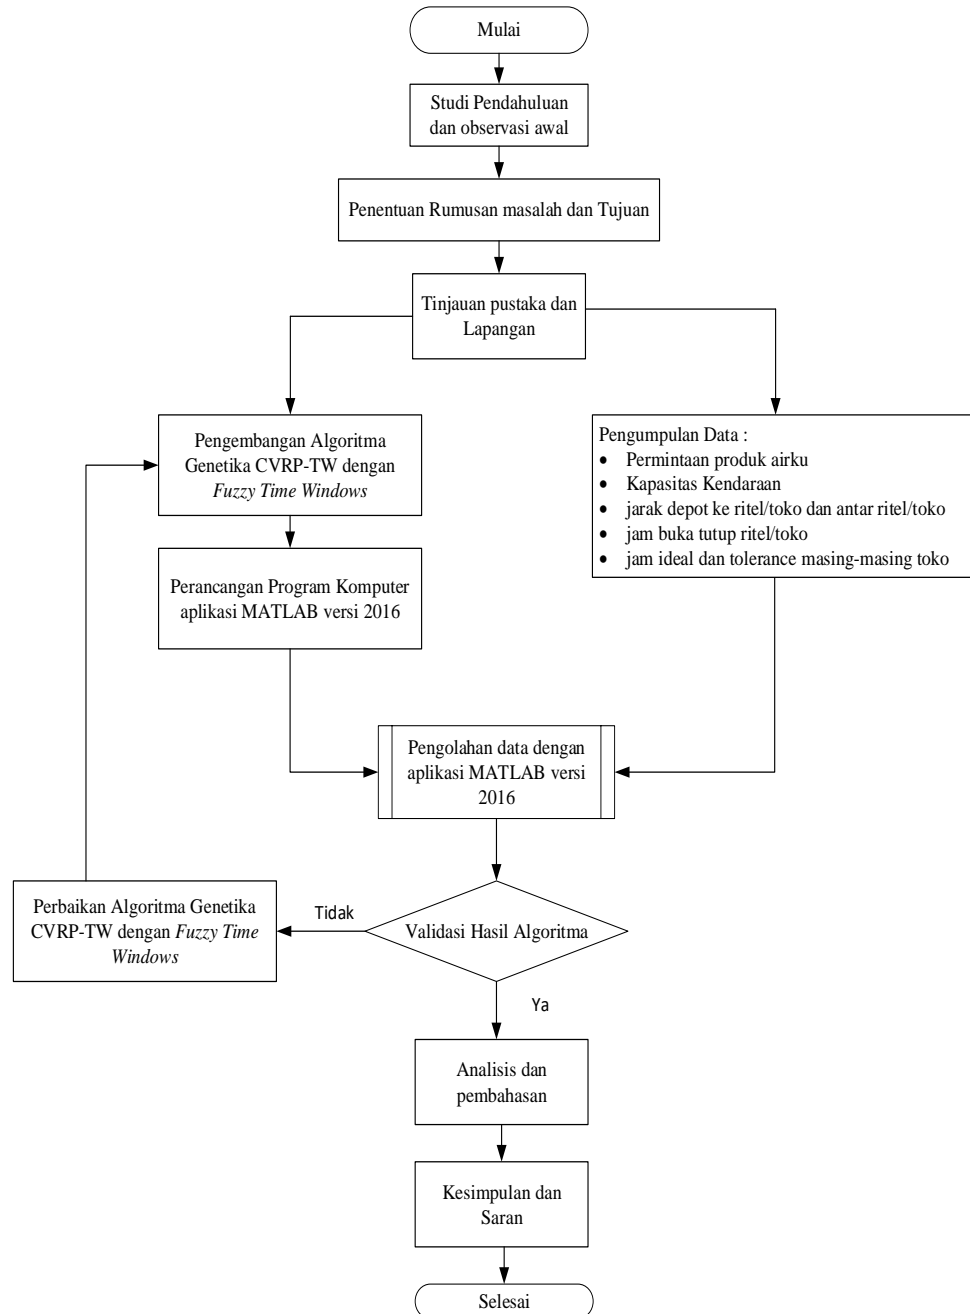 Mulai
Studi Pendahuluan
dan observasi awal
Penentuan Rumusan masalah dan Tujuan
Tinjauan pustaka dan
Lapangan
Pengembangan Algoritma
Genetika CVRP-TW dengan
Fuzzy Time Windows
Perancangan Program Komputer
aplikasi MATLAB versi 2016
Pengumpulan Data :
• Permintaan produk airku
• Kapasitas Kendaraan
• jarak depot ke ritel/toko dan antar ritel/toko
• jam buka tutup ritel/toko
• jam ideal dan tolerance masing-masing toko
Pengolahan data dengan
aplikasi MATLAB versi
2016
Validasi Hasil Algoritma
Tidak
Perbaikan Algoritma Genetika
CVRP-TW dengan Fuzzy Time
Windows
Ya
Analisis dan
pembahasan
Kesimpulan dan
Saran
Selesai